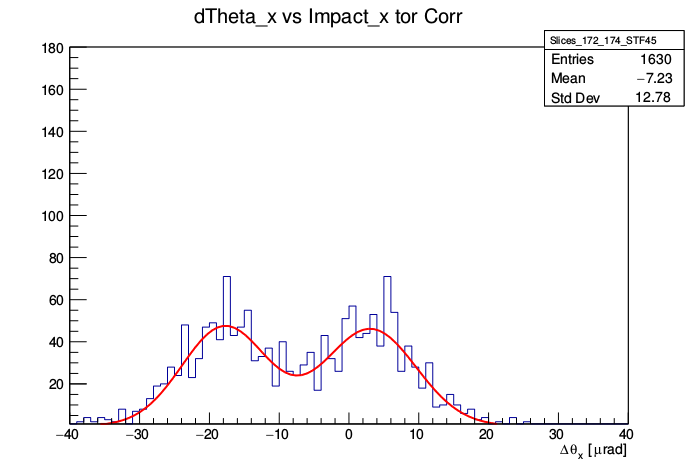 dTheta_x vs Impact_x tor Corr
Slices_172_174_STF45
Entries 1630
Mean −7.23
Std Dev 12.78
180
160
140
120
100
80
60
40
20
−40 −30 −20 −10 0 10 20 30 40
Δθx [μrad]